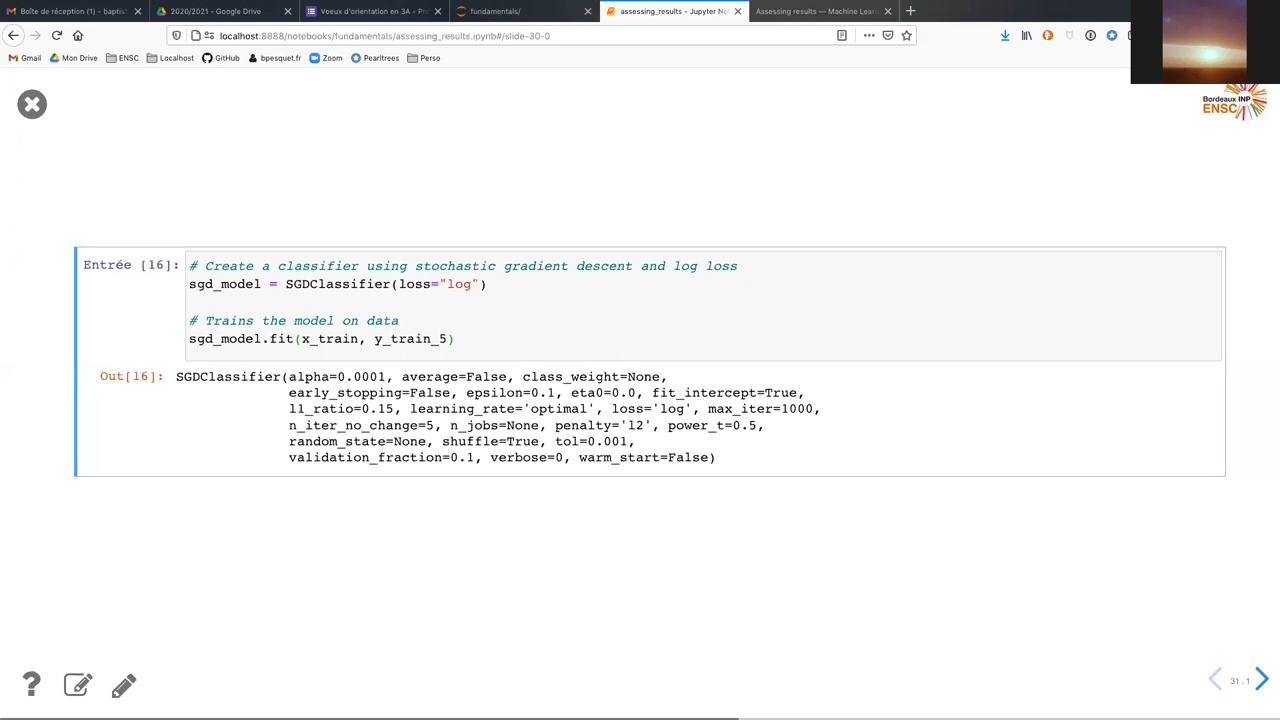 Boîte de réception (1) - baptis
2020/2021 - Google Drive
Voeux d'orientation en 3A - Pr
fundamentals/
assessing_results - Jupyter No
Assessing results — Machine Lear
localhost:8888/notebooks/fundamentals/assessing_results.ipynb#/slide-30-0
Gmail Mon Drive ENSC Localhost GitHub bpesquet.fr Zoom Pearltrees Perso
Bordeaux INP
ENSC
Entrée [16]: # Create a classifier using stochastic gradient descent and log loss
sgd_model = SGDClassifier(loss="log")
# Trains the model on data
sgd_model.fit(x_train, y_train_5)
Out[16]: SGDClassifier(alpha=0.0001, average=False, class_weight=None,
early_stopping=False, epsilon=0.1, eta0=0.0, fit_intercept=True,
l1_ratio=0.15, learning_rate='optimal', loss='log', max_iter=1000,
n_iter_no_change=5, n_jobs=None, penalty='l2', power_t=0.5,
random_state=None, shuffle=True, tol=0.001,
validation_fraction=0.1, verbose=0, warm_start=False)
?
31.1